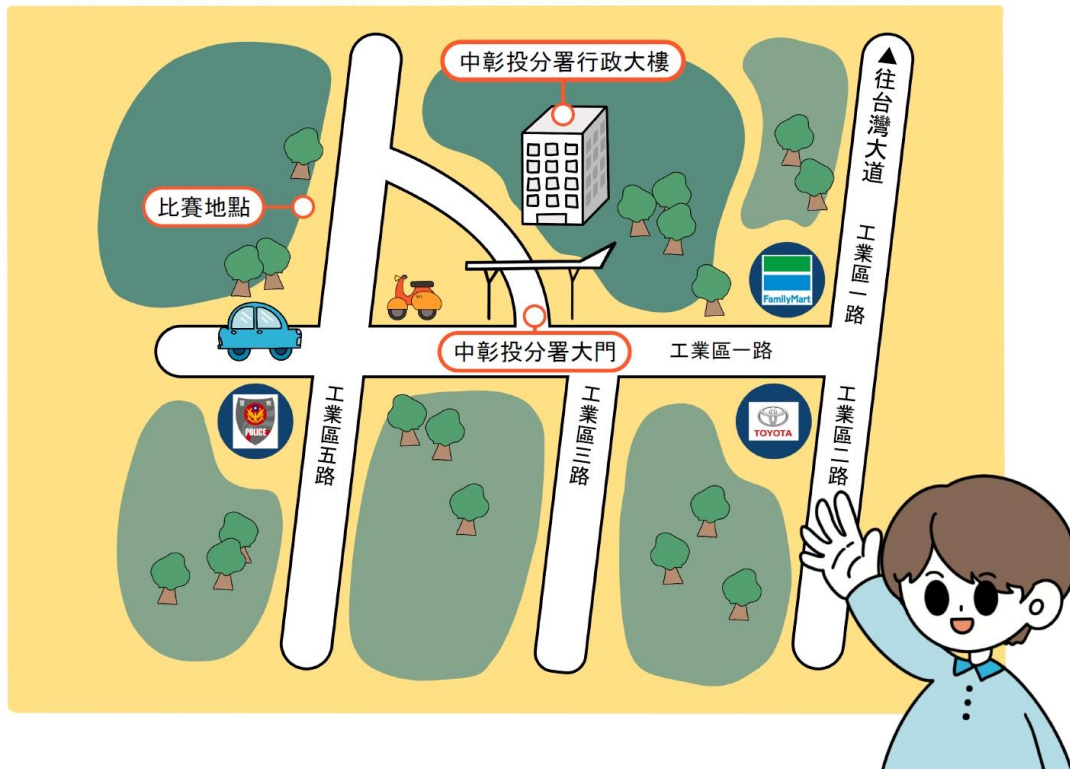 中彰投分署行政大樓
▲往台灣大道
比賽地點
工業區一路
FamilyMart
中彰投分署大門
工業區一路
POLICE
工業區五路
工業區三路
TOYOTA
工業區二路